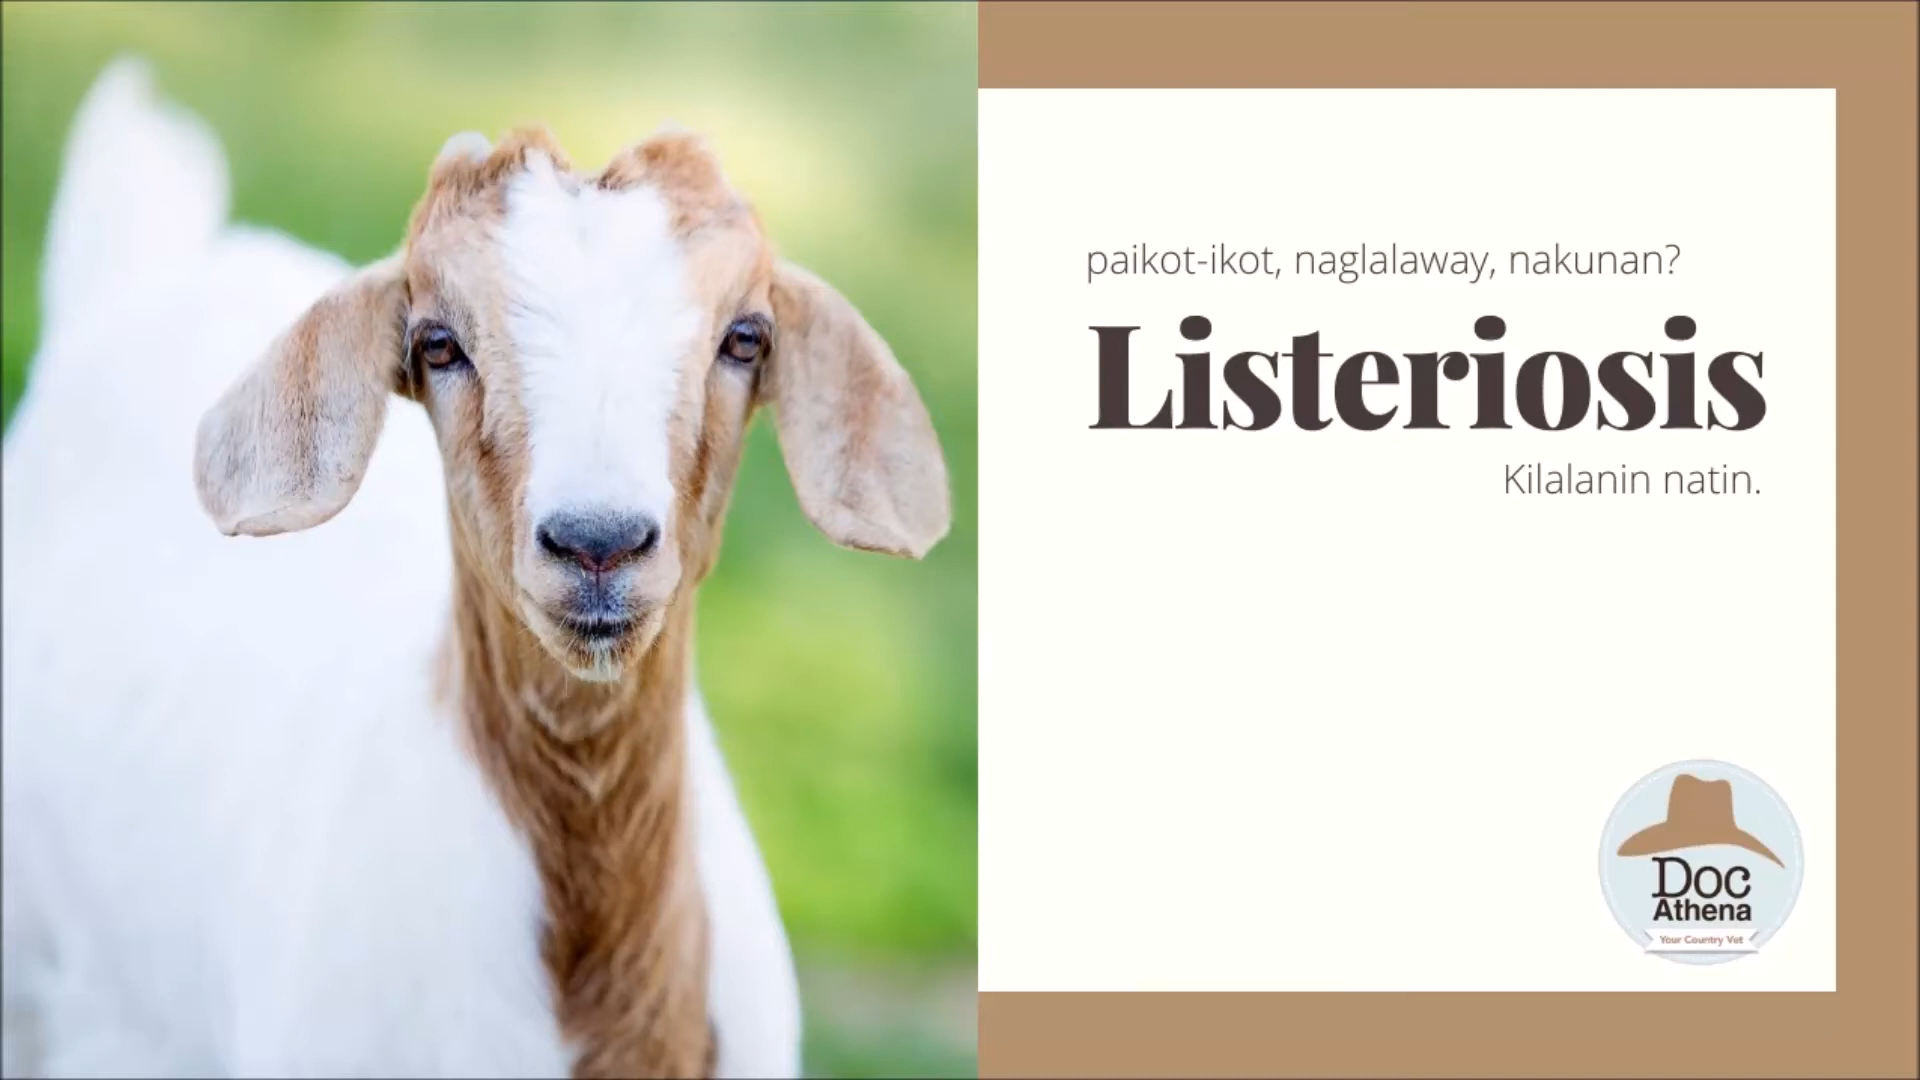 paikot-ikot, naglalaway, nakunan?
Listeriosis
Kilalanin natin.
Doc
Athena
Your Country Vet